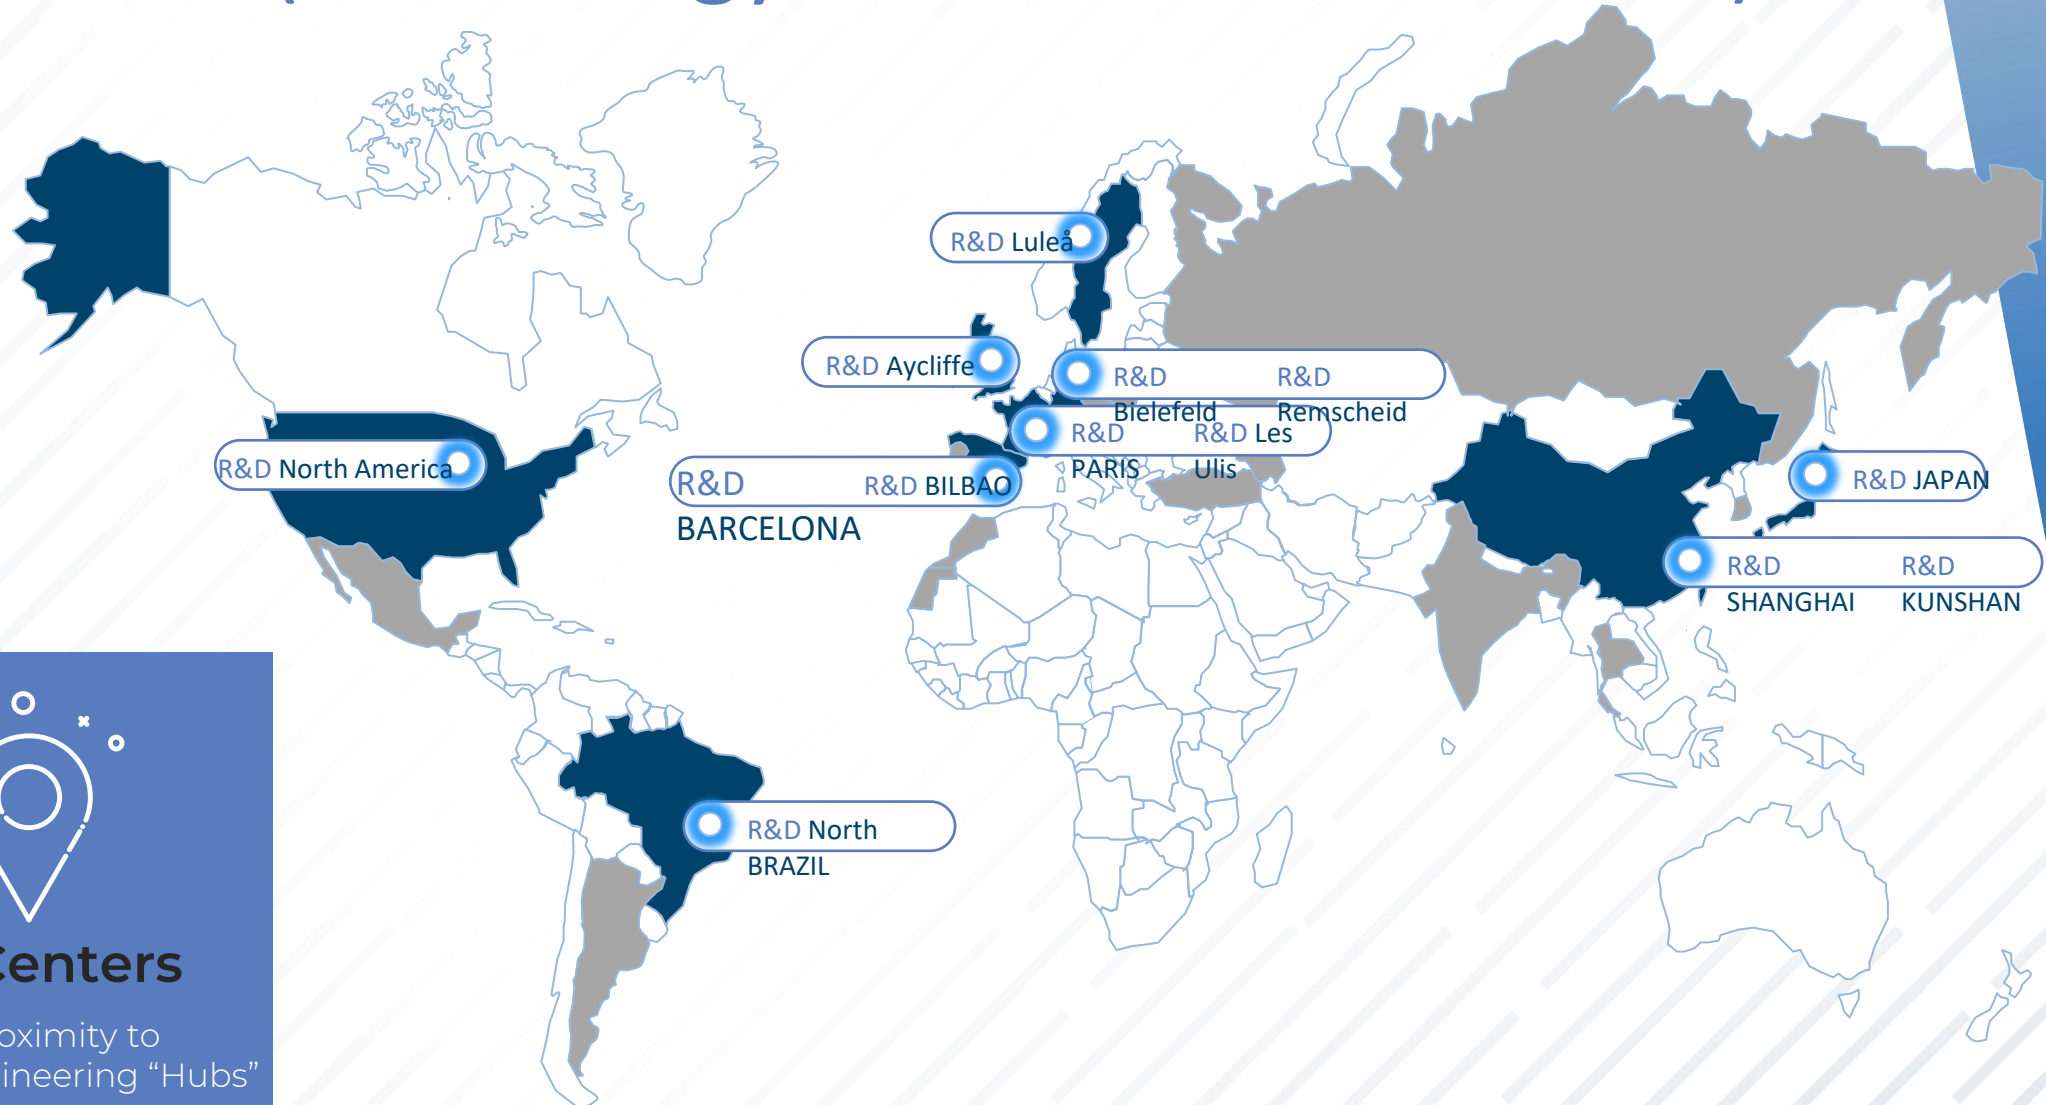 R&D Luleå
R&D Aycliffe
R&D
Bielefeld
R&D
Remscheid
R&D
PARIS
R&D Les
Ulis
R&D North America
R&D
BARCELONA
R&D BILBAO
R&D JAPAN
R&D
SHANGHAI
R&D
KUNSHAN
R&D North
BRAZIL
Centers
oximity to
ineering “Hubs”